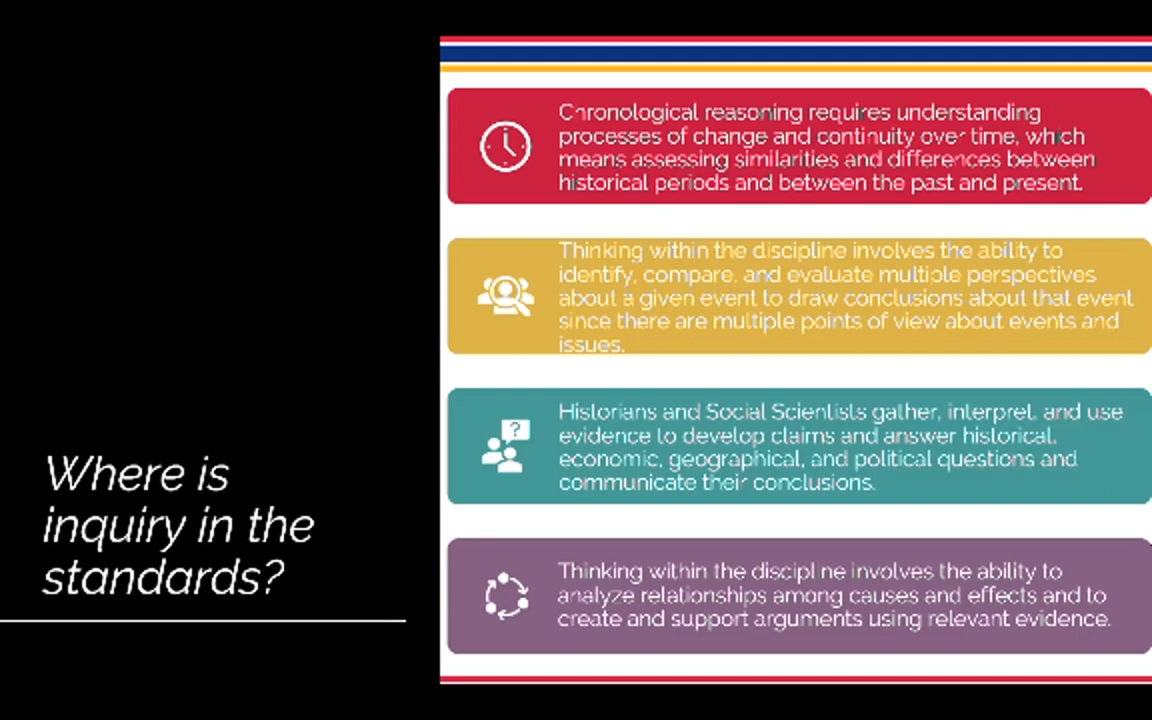 Where is
inquiry in the
standards?
Chronological reasoning requires understanding
processes of change and continuity over time, which
means assessing similarities and differences between
historical periods and between the past and present.
Thinking within the discipline involves the ability to
identify, compare, and evaluate multiple perspectives
about a given event to draw conclusions about that event
since there are multiple points of view about events and
issues.
?
Historians and Social Scientists gather, interpret, and use
evidence to develop claims and answer historical,
economic, geographical, and political questions and
communicate their conclusions.
Thinking within the discipline involves the ability to
analyze relationships among causes and effects and to
create and support arguments using relevant evidence.